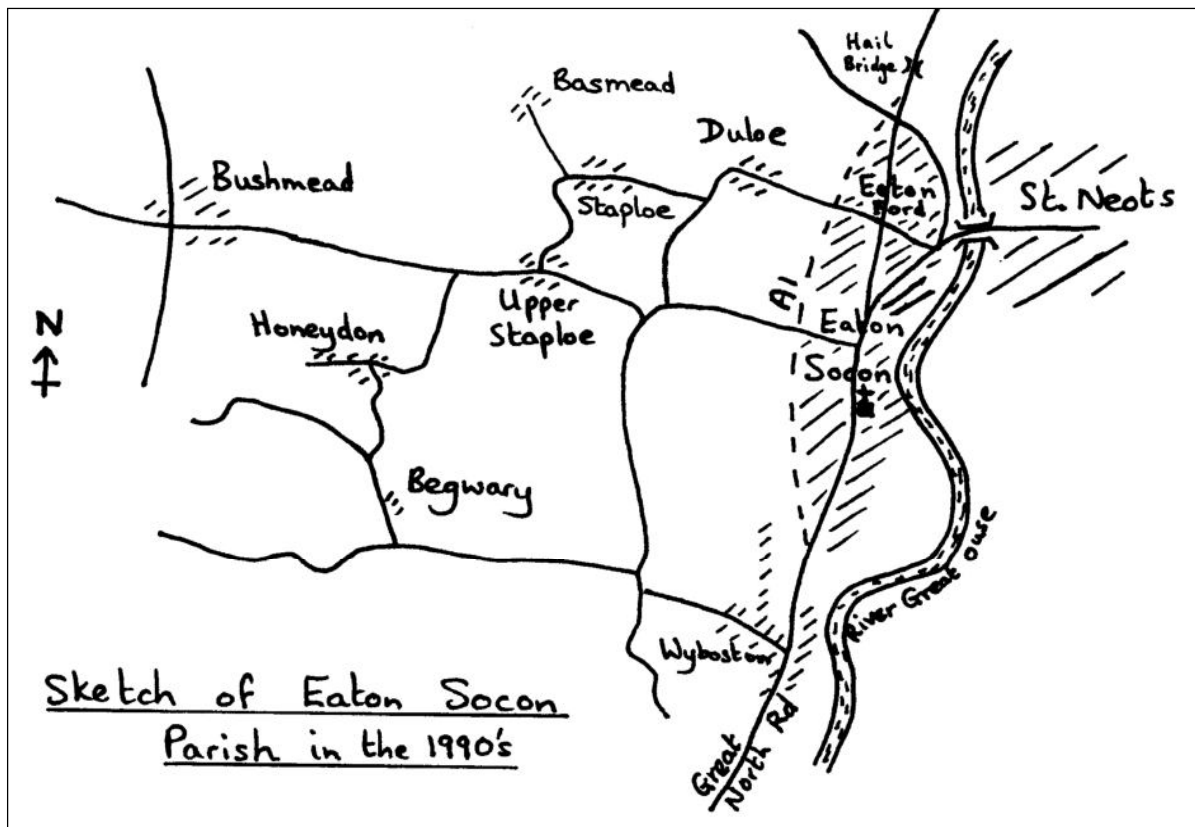 Hail
Bridge
Basmead
Duloe
Bushmead
Eaton
Ford
St. Neots
Staploe
A1
Upper
Staploe
Honeydon
Eaton
Socon
N
Begwary
River Great Ouse
Wyboston
Great
North Rd
Sketch of Eaton Socon
Parish in the 1990's